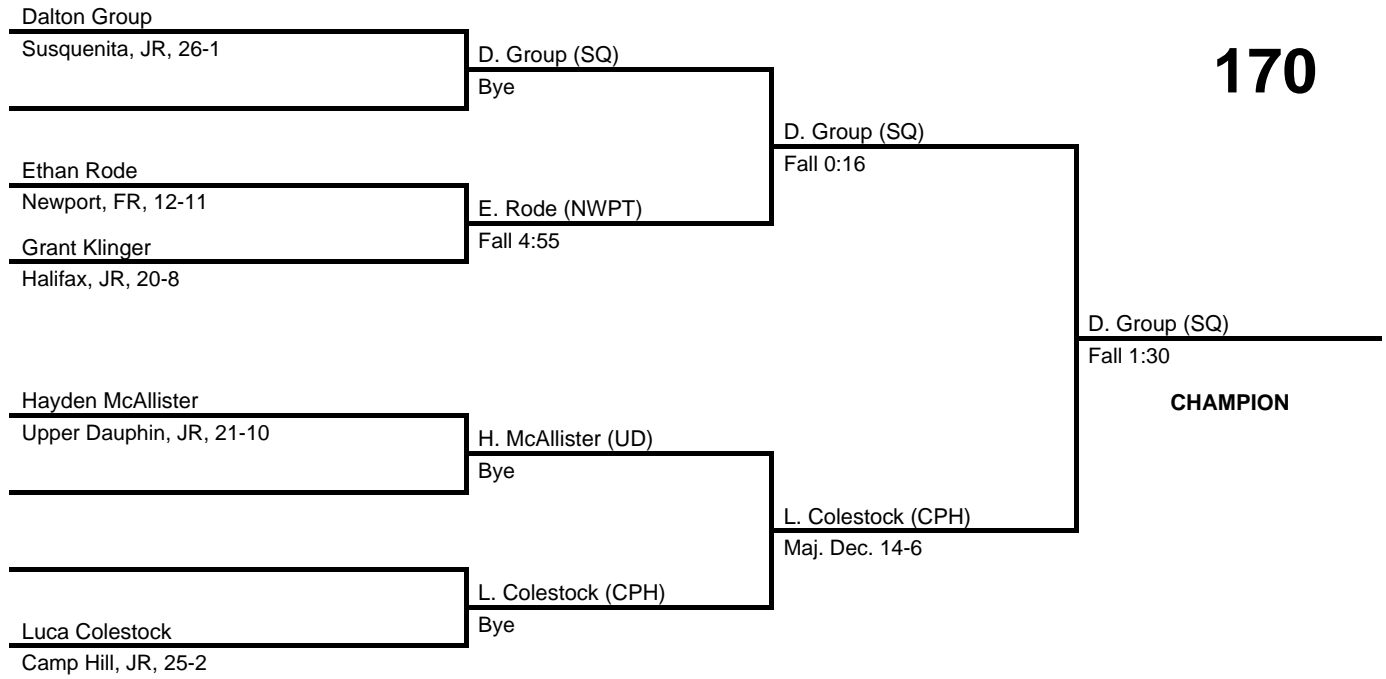 Dalton Group
Susquenita, JR, 26-1
D. Group (SQ)
Bye
170
D. Group (SQ)
Fall 0:16
Ethan Rode
Newport, FR, 12-11
E. Rode (NWPT)
Fall 4:55
Grant Klinger
Halifax, JR, 20-8
D. Group (SQ)
Fall 1:30
CHAMPION
Hayden McAllister
Upper Dauphin, JR, 21-10
H. McAllister (UD)
Bye
L. Colestock (CPH)
Maj. Dec. 14-6
L. Colestock (CPH)
Bye
Luca Colestock
Camp Hill, JR, 25-2